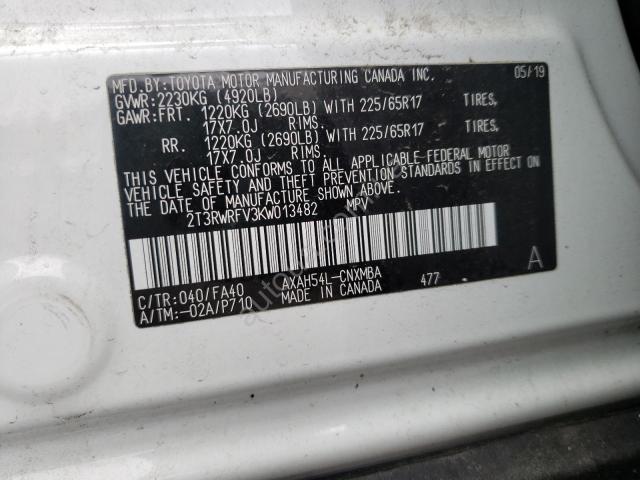 MFD.BY:TOYOTA MOTOR MANUFACTURING CANADA INC. 05/19
GVWR:2230KG (4920LB)
GAWR:FRT. 1220KG (2690LB) WITH 225/65R17 TIRES,
17X7.0J RIMS,
RR. 1220KG (2690LB) WITH 225/65R17 TIRES,
17X7.0J RIMS,
THIS VEHICLE CONFORMS TO ALL APPLICABLE FEDERAL MOTOR
VEHICLE SAFETY AND THEFT PREVENTION STANDARDS IN EFFECT ON
THE DATE OF MANUFACTURE SHOWN ABOVE.
2T3RWRFV3KW013482 MPV
C/TR:040/FA40 AXAH54L-CNXMBA 477 A
A/TM:-02A/P710 MADE IN CANADA